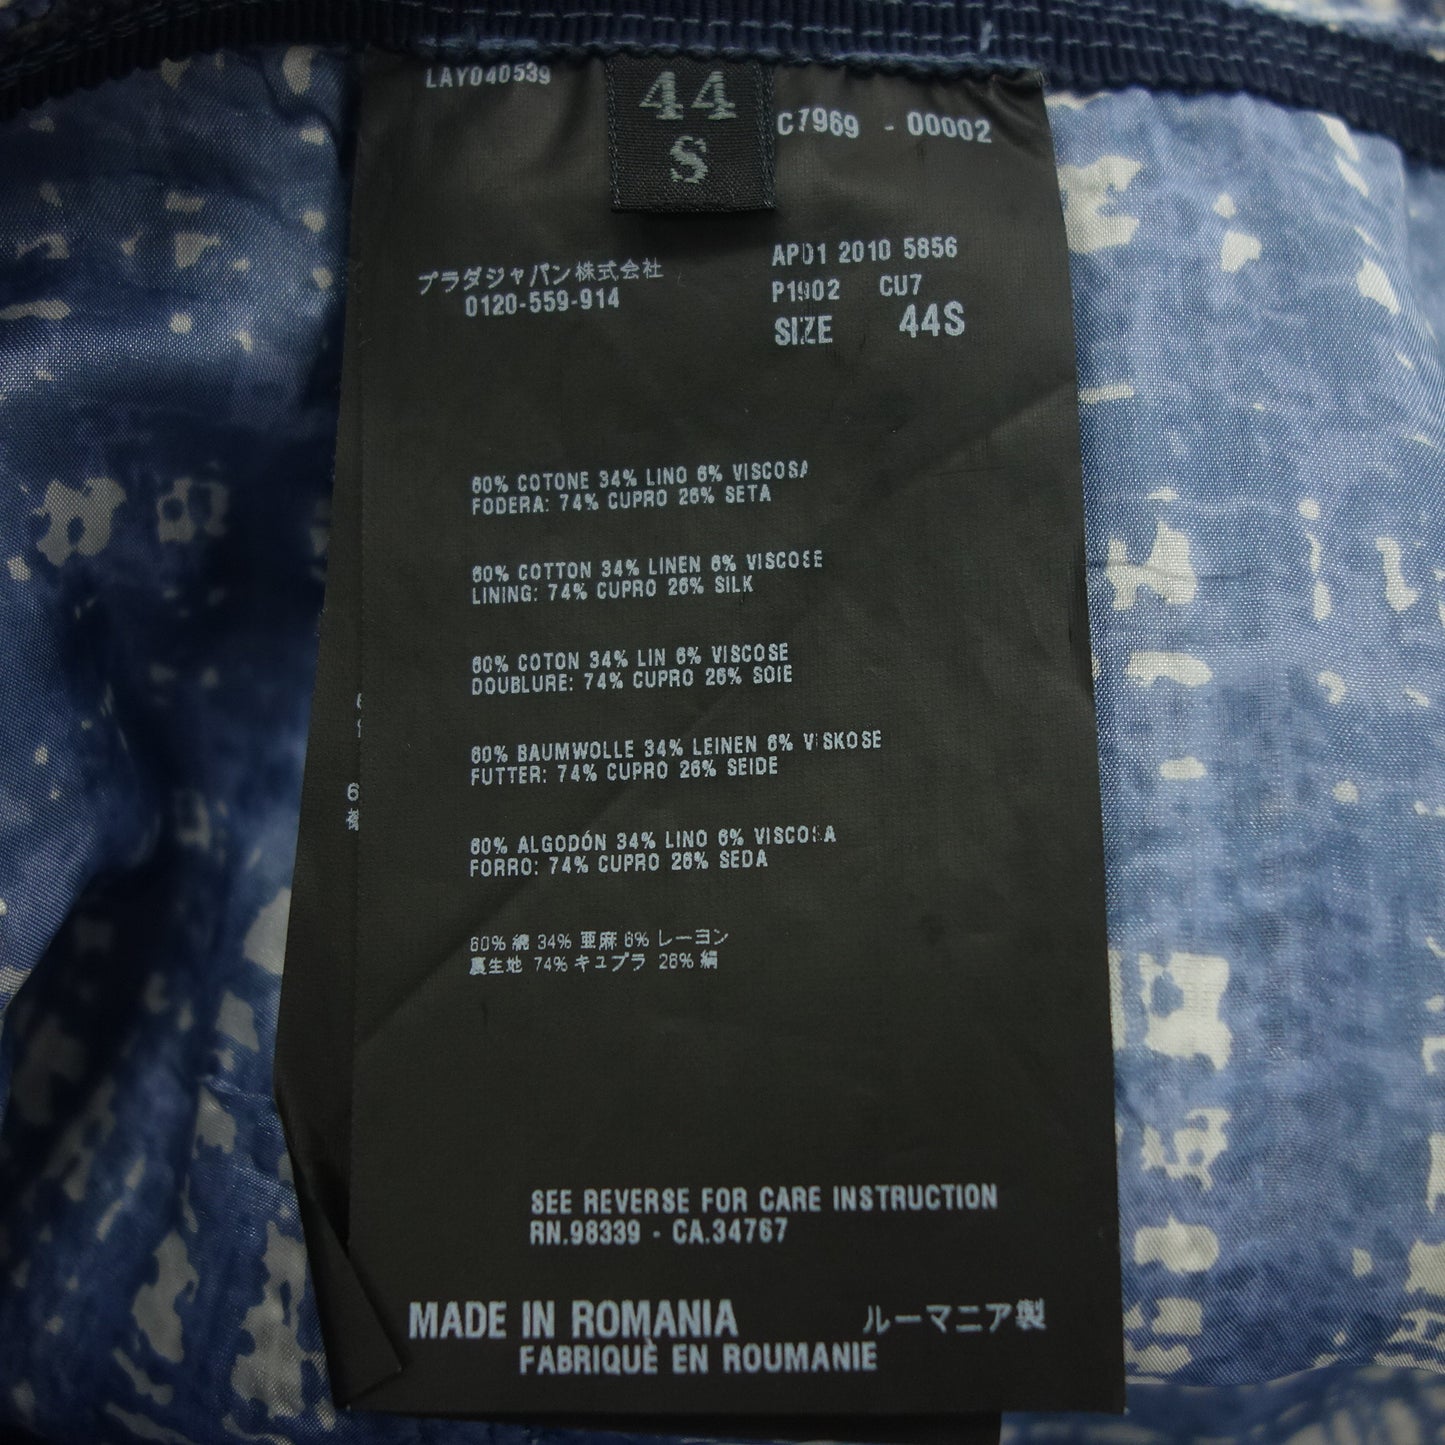 LAY040539
44
S
C7969 - 00002
プラダジャパン株式会社
0120-559-914
AP01 2010 5856
P1902 CU7
SIZE 44S
60% COTONE 34% LINO 6% VISCOSA
FODERA: 74% CUPRO 26% SETA
60% COTTON 34% LINEN 6% VISCOSE
LINING: 74% CUPRO 26% SILK
60% COTON 34% LIN 6% VISCOSE
DOUBLURE: 74% CUPRO 26% SOIE
60% BAUMWOLLE 34% LEINEN 6% VISKOSE
FUTTER: 74% CUPRO 26% SEIDE
60% ALGODÓN 34% LINO 6% VISCOSA
FORRO: 74% CUPRO 26% SEDA
60% 綿 34% 亜麻 6% レーヨン
裏生地 74% キュプラ 26% 絹
SEE REVERSE FOR CARE INSTRUCTION
RN.98339 - CA.34767
MADE IN ROMANIA ルーマニア製
FABRIQUÈ EN ROUMANIE